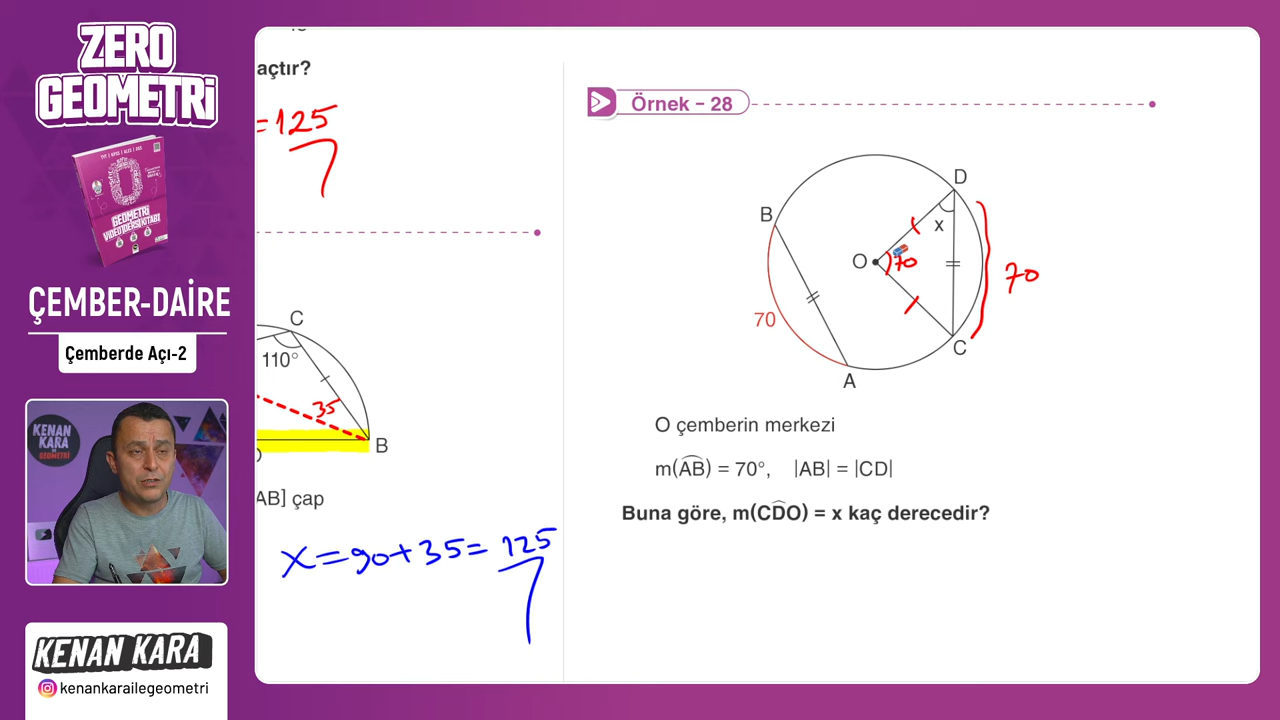 ZERO
GEOMETRİ
GEOMETRİ
VİDEO DERS KİTABI
ÇEMBER-DAİRE
Çemberde Açı-2
KENAN
KARA
GEOMETRİ
KENAN KARA
kenankarailegeometri
açtır?
=125
C
110°
35
B
AB] çap
x=90+35=125
Örnek - 28
D
B
x
O
70
70
70
C
A
O çemberin merkezi
m(AB) = 70°, |AB| = |CD|
Buna göre, m(CDO) = x kaç derecedir?